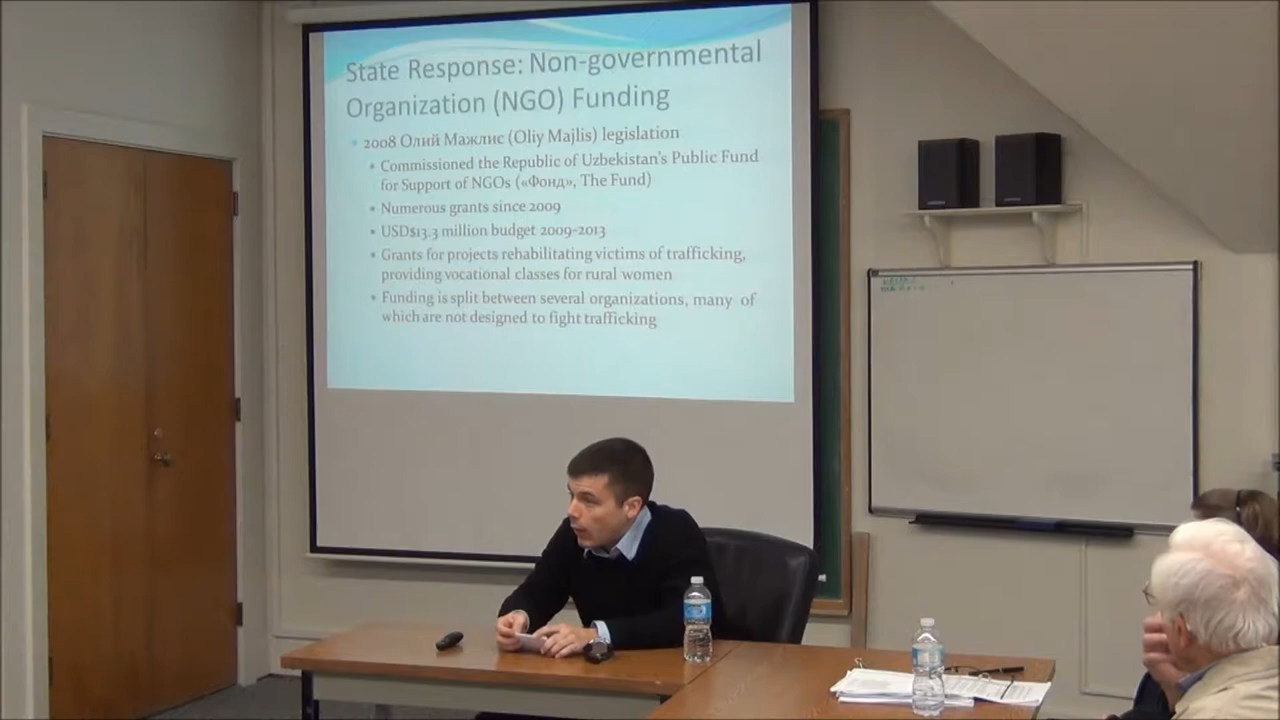 State Response: Non-governmental
Organization (NGO) Funding
• 2008 Олий Мажлис (Oliy Majlis) legislation
• Commissioned the Republic of Uzbekistan's Public Fund
for Support of NGOs («Фонд», The Fund)
• Numerous grants since 2009
• USD$13.3 million budget 2009-2013
• Grants for projects rehabilitating victims of trafficking,
providing vocational classes for rural women
• Funding is split between several organizations, many of
which are not designed to fight trafficking